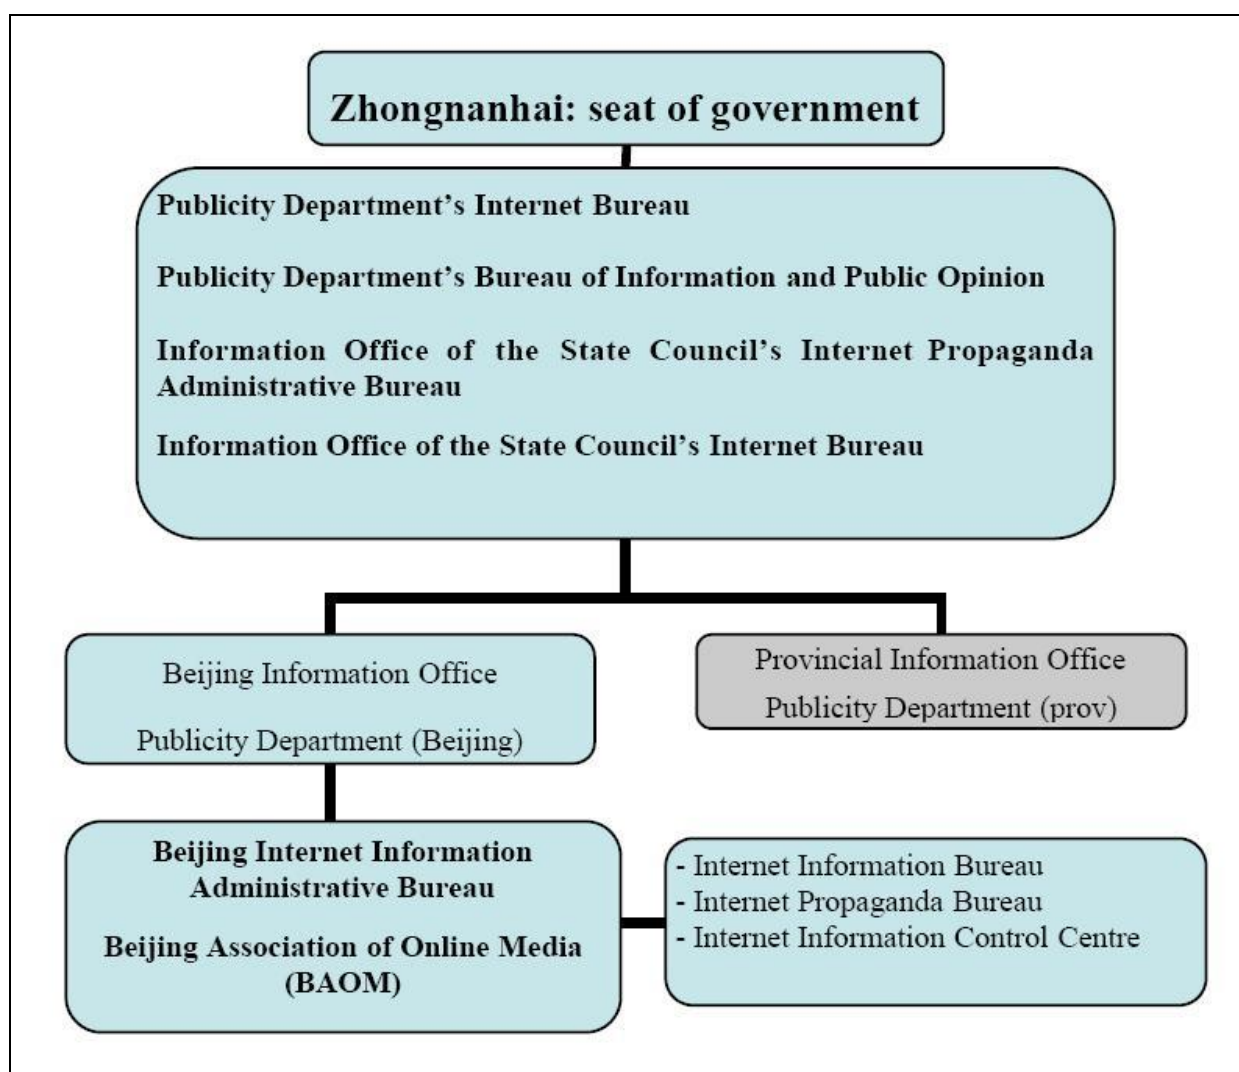 Zhongnanhai: seat of government
Publicity Department’s Internet Bureau
Publicity Department’s Bureau of Information and Public Opinion
Information Office of the State Council’s Internet Propaganda
Administrative Bureau
Information Office of the State Council’s Internet Bureau
Beijing Information Office
Publicity Department (Beijing)
Provincial Information Office
Publicity Department (prov)
Beijing Internet Information
Administrative Bureau
Beijing Association of Online Media
(BAOM)
- Internet Information Bureau
- Internet Propaganda Bureau
- Internet Information Control Centre